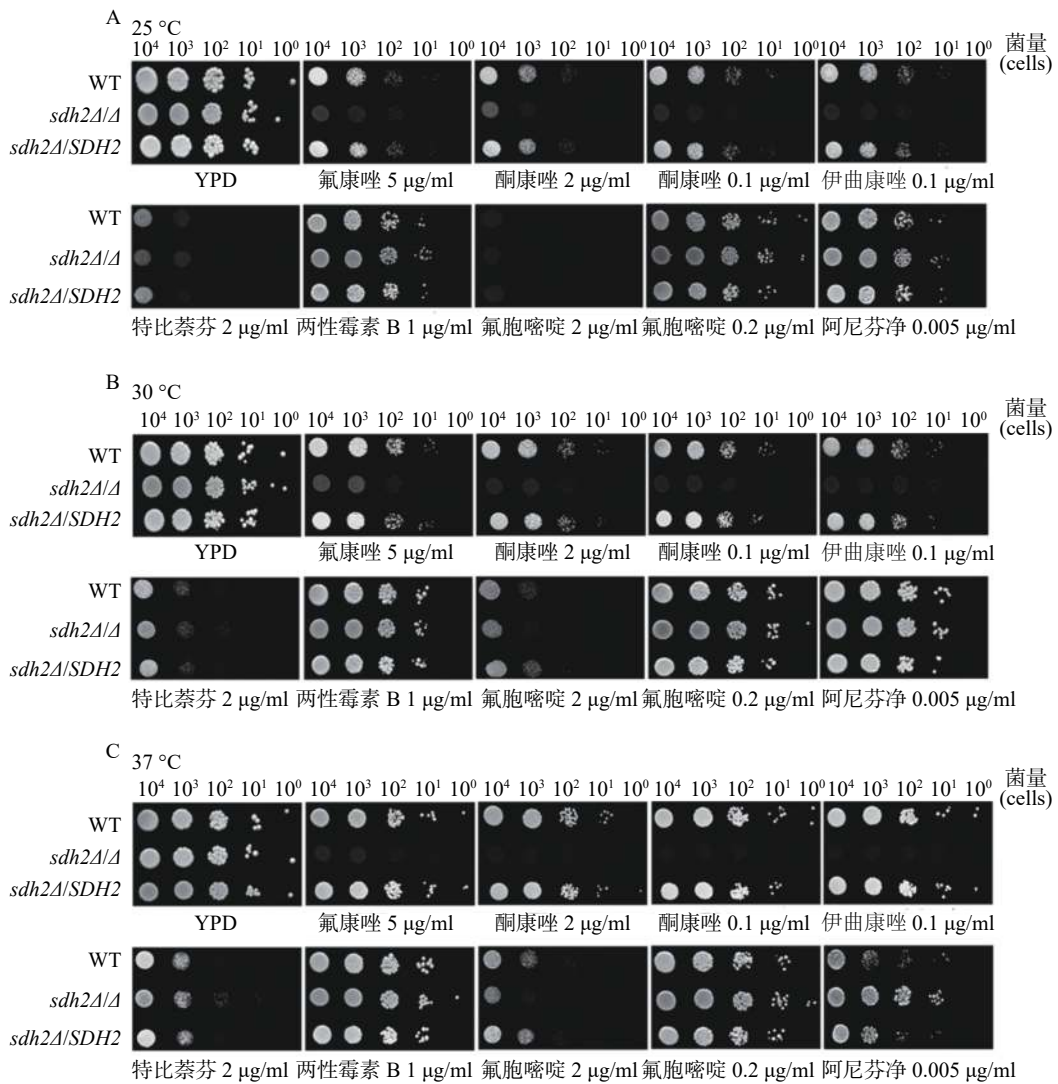 A
25 °C
10⁴ 10³ 10² 10¹ 10⁰ 10⁴ 10³ 10² 10¹ 10⁰ 10⁴ 10³ 10² 10¹ 10⁰ 10⁴ 10³ 10² 10¹ 10⁰ 10⁴ 10³ 10² 10¹ 10⁰ 菌量
(cells)
WT
sdh2Δ/Δ
sdh2Δ/SDH2
YPD 氟康唑 5 μg/ml 酮康唑 2 μg/ml 酮康唑 0.1 μg/ml 伊曲康唑 0.1 μg/ml
WT
sdh2Δ/Δ
sdh2Δ/SDH2
特比萘芬 2 μg/ml 两性霉素 B 1 μg/ml 氟胞嘧啶 2 μg/ml 氟胞嘧啶 0.2 μg/ml 阿尼芬净 0.005 μg/ml
B
30 °C
10⁴ 10³ 10² 10¹ 10⁰ 10⁴ 10³ 10² 10¹ 10⁰ 10⁴ 10³ 10² 10¹ 10⁰ 10⁴ 10³ 10² 10¹ 10⁰ 10⁴ 10³ 10² 10¹ 10⁰ 菌量
(cells)
WT
sdh2Δ/Δ
sdh2Δ/SDH2
YPD 氟康唑 5 μg/ml 酮康唑 2 μg/ml 酮康唑 0.1 μg/ml 伊曲康唑 0.1 μg/ml
WT
sdh2Δ/Δ
sdh2Δ/SDH2
特比萘芬 2 μg/ml 两性霉素 B 1 μg/ml 氟胞嘧啶 2 μg/ml 氟胞嘧啶 0.2 μg/ml 阿尼芬净 0.005 μg/ml
C
37 °C
10⁴ 10³ 10² 10¹ 10⁰ 10⁴ 10³ 10² 10¹ 10⁰ 10⁴ 10³ 10² 10¹ 10⁰ 10⁴ 10³ 10² 10¹ 10⁰ 10⁴ 10³ 10² 10¹ 10⁰ 菌量
(cells)
WT
sdh2Δ/Δ
sdh2Δ/SDH2
YPD 氟康唑 5 μg/ml 酮康唑 2 μg/ml 酮康唑 0.1 μg/ml 伊曲康唑 0.1 μg/ml
WT
sdh2Δ/Δ
sdh2Δ/SDH2
特比萘芬 2 μg/ml 两性霉素 B 1 μg/ml 氟胞嘧啶 2 μg/ml 氟胞嘧啶 0.2 μg/ml 阿尼芬净 0.005 μg/ml